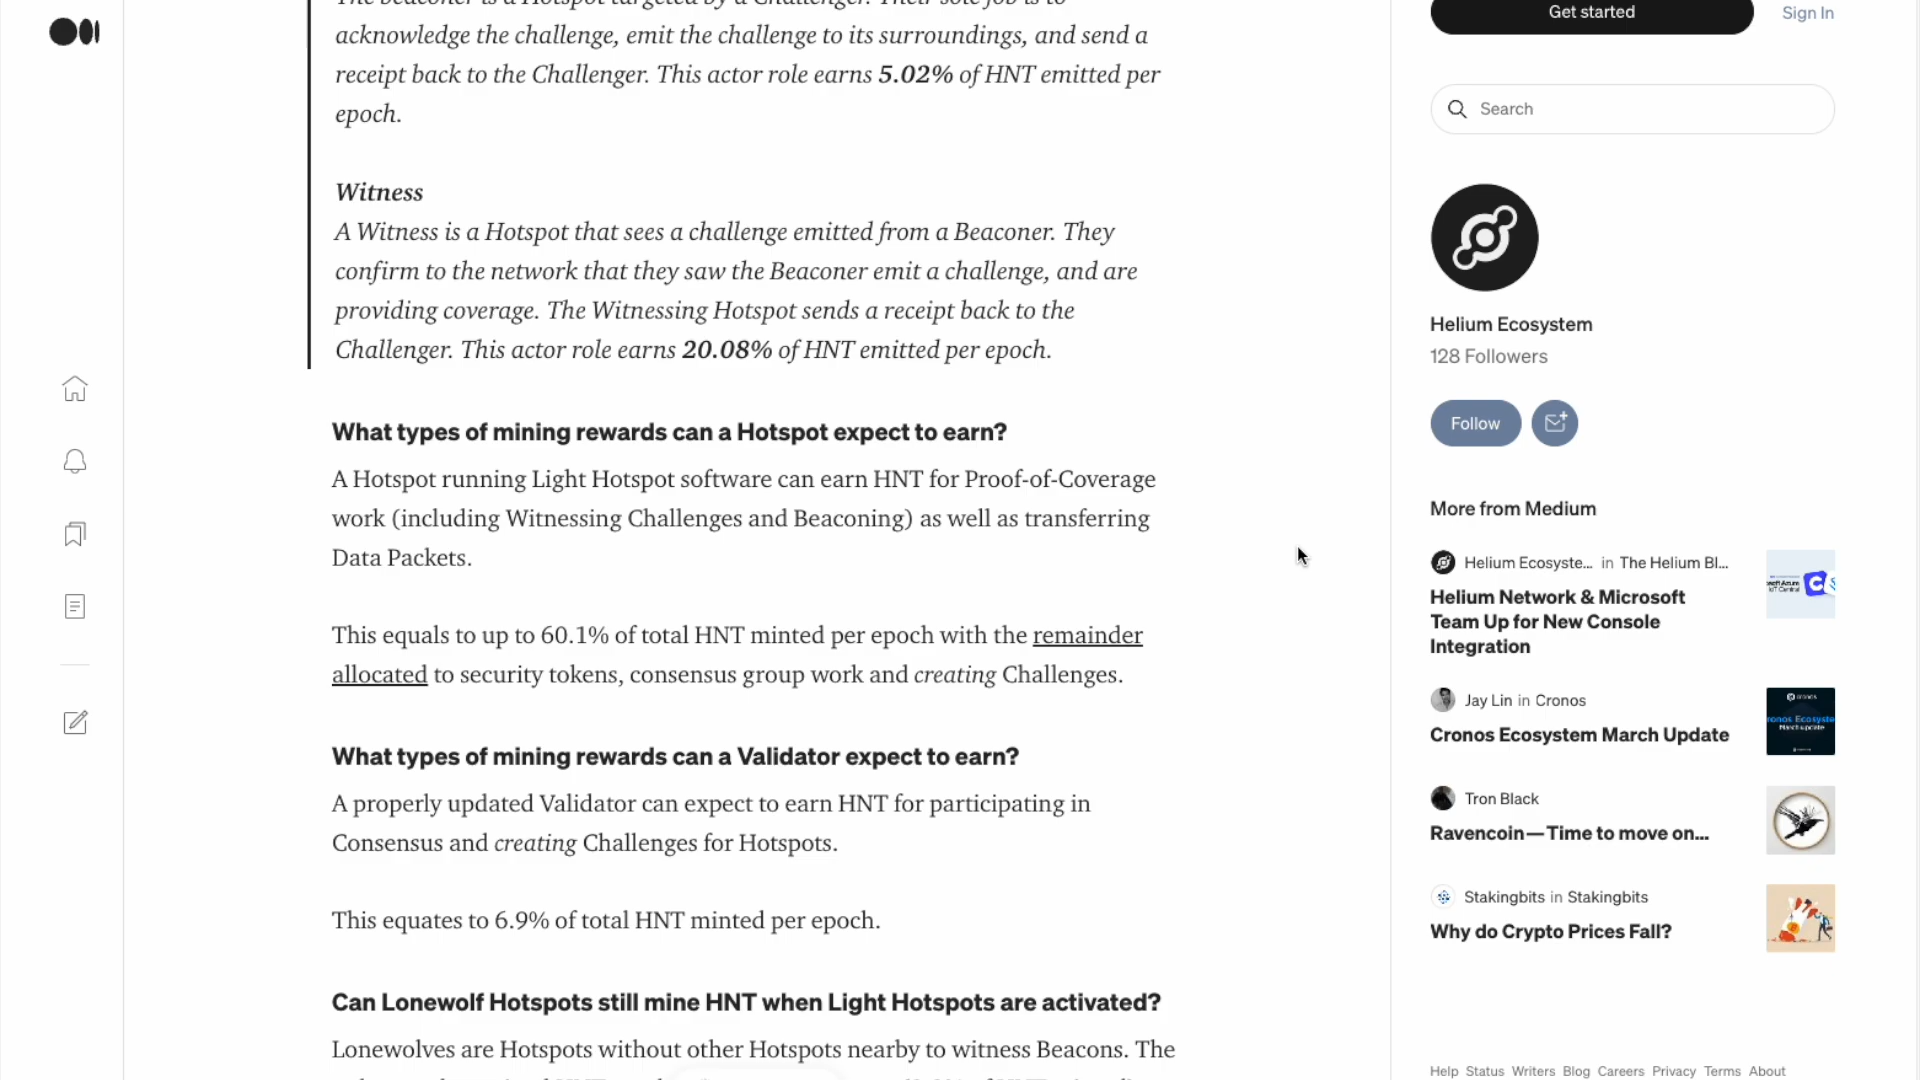 acknowledge the challenge, emit the challenge to its surroundings, and send a
receipt back to the Challenger. This actor role earns 5.02% of HNT emitted per
epoch.
Witness
A Witness is a Hotspot that sees a challenge emitted from a Beaconer. They
confirm to the network that they saw the Beaconer emit a challenge, and are
providing coverage. The Witnessing Hotspot sends a receipt back to the
Challenger. This actor role earns 20.08% of HNT emitted per epoch.
What types of mining rewards can a Hotspot expect to earn?
A Hotspot running Light Hotspot software can earn HNT for Proof-of-Coverage
work (including Witnessing Challenges and Beaconing) as well as transferring
Data Packets.
This equals to up to 60.1% of total HNT minted per epoch with the remainder
allocated to security tokens, consensus group work and creating Challenges.
What types of mining rewards can a Validator expect to earn?
A properly updated Validator can expect to earn HNT for participating in
Consensus and creating Challenges for Hotspots.
This equates to 6.9% of total HNT minted per epoch.
Can Lonewolf Hotspots still mine HNT when Light Hotspots are activated?
Lonewolves are Hotspots without other Hotspots nearby to witness Beacons. The
Get started
Sign In
Search
Helium Ecosystem
128 Followers
Follow
More from Medium
Helium Ecosyste... in The Helium Bl...
Helium Network & Microsoft
Team Up for New Console
Integration
Jay Lin in Cronos
Cronos Ecosystem March Update
Tron Black
Ravencoin — Time to move on...
Stakingbits in Stakingbits
Why do Crypto Prices Fall?
Help Status Writers Blog Careers Privacy Terms About